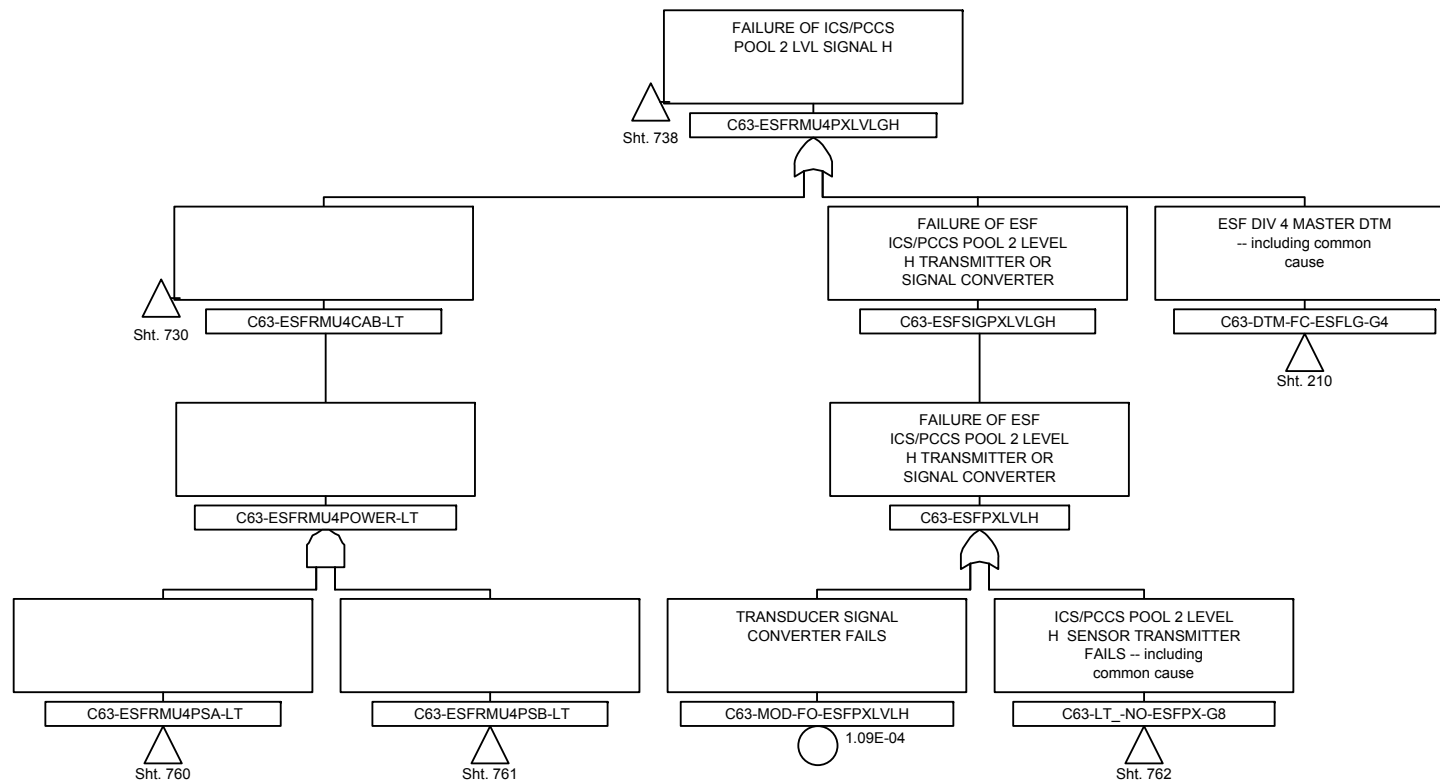 FAILURE OF ICS/PCCS
POOL 2 LVL SIGNAL H
Sht. 738
C63-ESFRMU4PXLVLGH
Sht. 730
C63-ESFRMU4CAB-LT
FAILURE OF ESF
ICS/PCCS POOL 2 LEVEL
H TRANSMITTER OR
SIGNAL CONVERTER
C63-ESFSIGPXLVLGH
ESF DIV 4 MASTER DTM
-- including common
cause
C63-DTM-FC-ESFLG-G4
Sht. 210
C63-ESFRMU4POWER-LT
FAILURE OF ESF
ICS/PCCS POOL 2 LEVEL
H TRANSMITTER OR
SIGNAL CONVERTER
C63-ESFPXLVLH
C63-ESFRMU4PSA-LT
Sht. 760
C63-ESFRMU4PSB-LT
Sht. 761
TRANSDUCER SIGNAL
CONVERTER FAILS
C63-MOD-FO-ESFPXLVLH
1.09E-04
ICS/PCCS POOL 2 LEVEL
H SENSOR TRANSMITTER
FAILS -- including
common cause
C63-LT_-NO-ESFPX-G8
Sht. 762